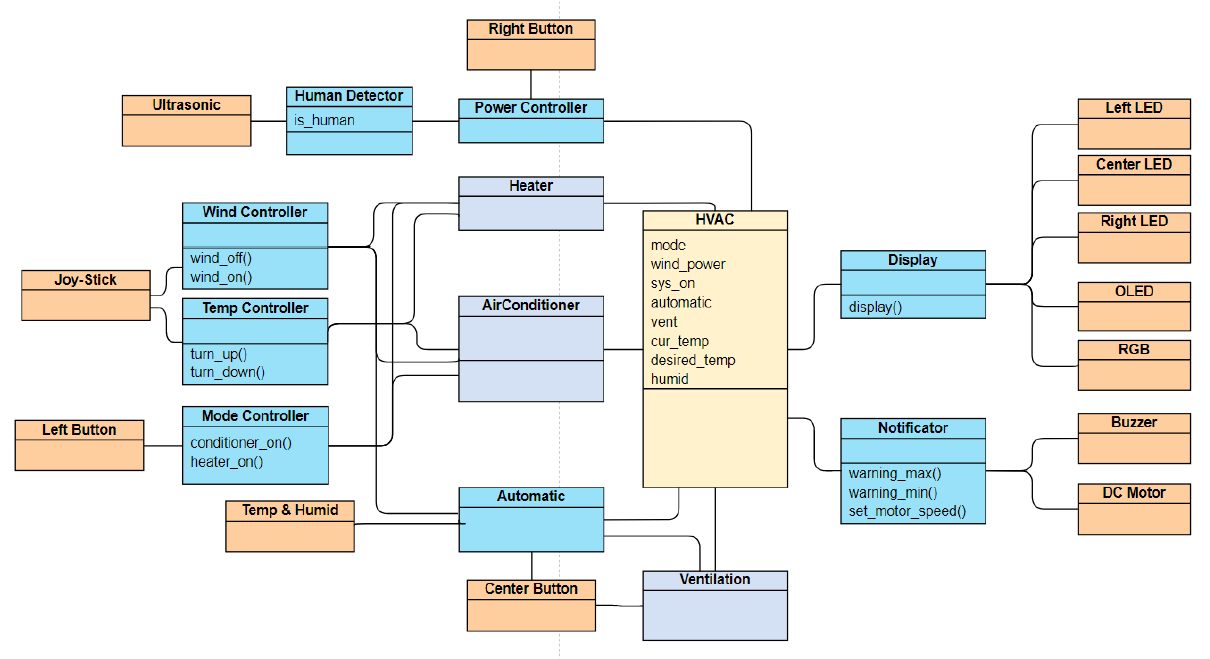 Right Button
Ultrasonic
Human Detector
is_human
Power Controller
Left LED
Center LED
Right LED
OLED
RGB
Heater
Wind Controller
wind_off()
wind_on()
Joy-Stick
Temp Controller
turn_up()
turn_down()
AirConditioner
HVAC
mode
wind_power
sys_on
automatic
vent
cur_temp
desired_temp
humid
Display
display()
Mode Controller
conditioner_on()
heater_on()
Left Button
Notificator
warning_max()
warning_min()
set_motor_speed()
Buzzer
DC Motor
Temp & Humid
Automatic
Center Button
Ventilation